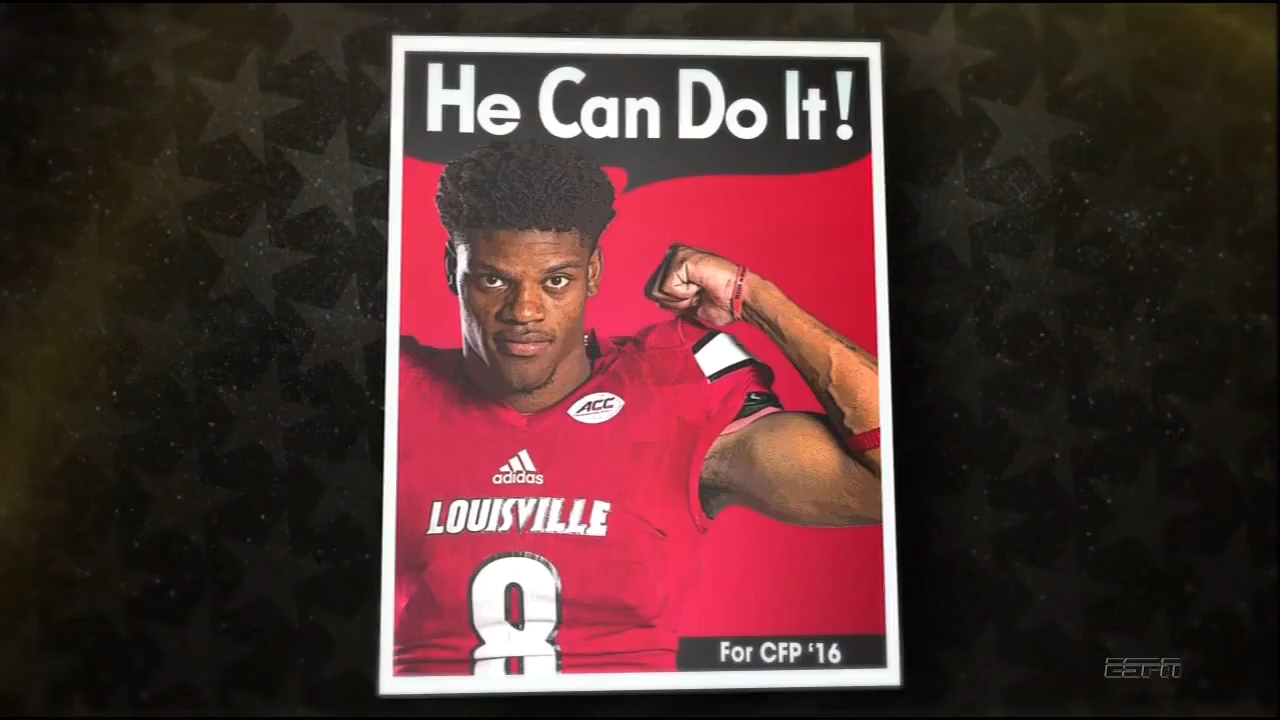 He Can Do It!
ACC
adidas
LOUISVILLE
8
For CFP ‘16
ESPN